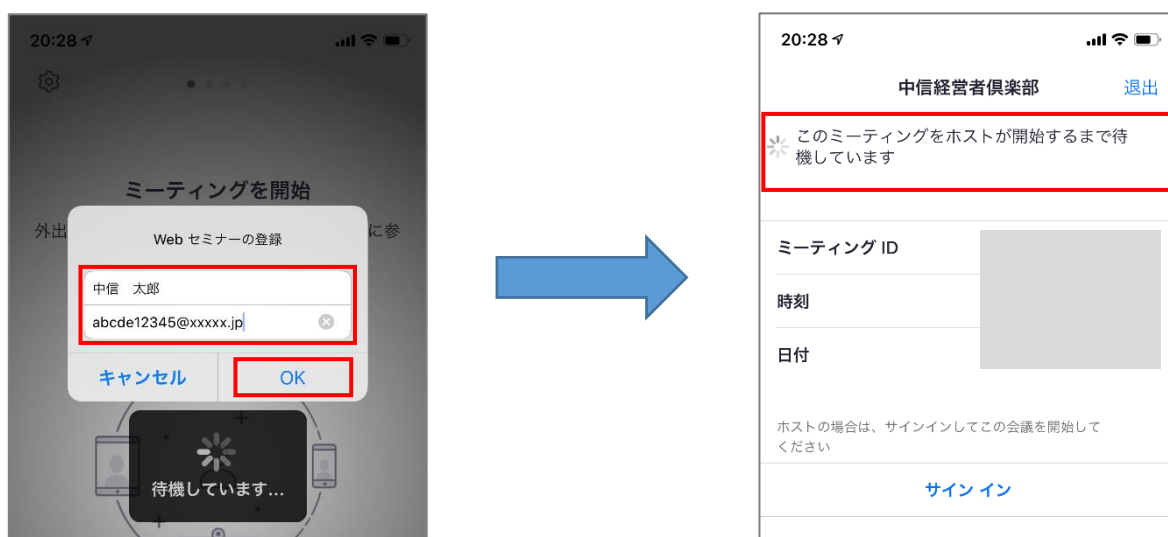 20:28
ミーティングを開始
外出
に参
Web セミナーの登録
中信　太郎
abcde12345@xxxxx.jp
キャンセル
OK
待機しています...
20:28
中信経営者倶楽部
退出
このミーティングをホストが開始するまで待
機しています
ミーティング ID
時刻
日付
ホストの場合は、サインインしてこの会議を開始して
ください
サイン イン